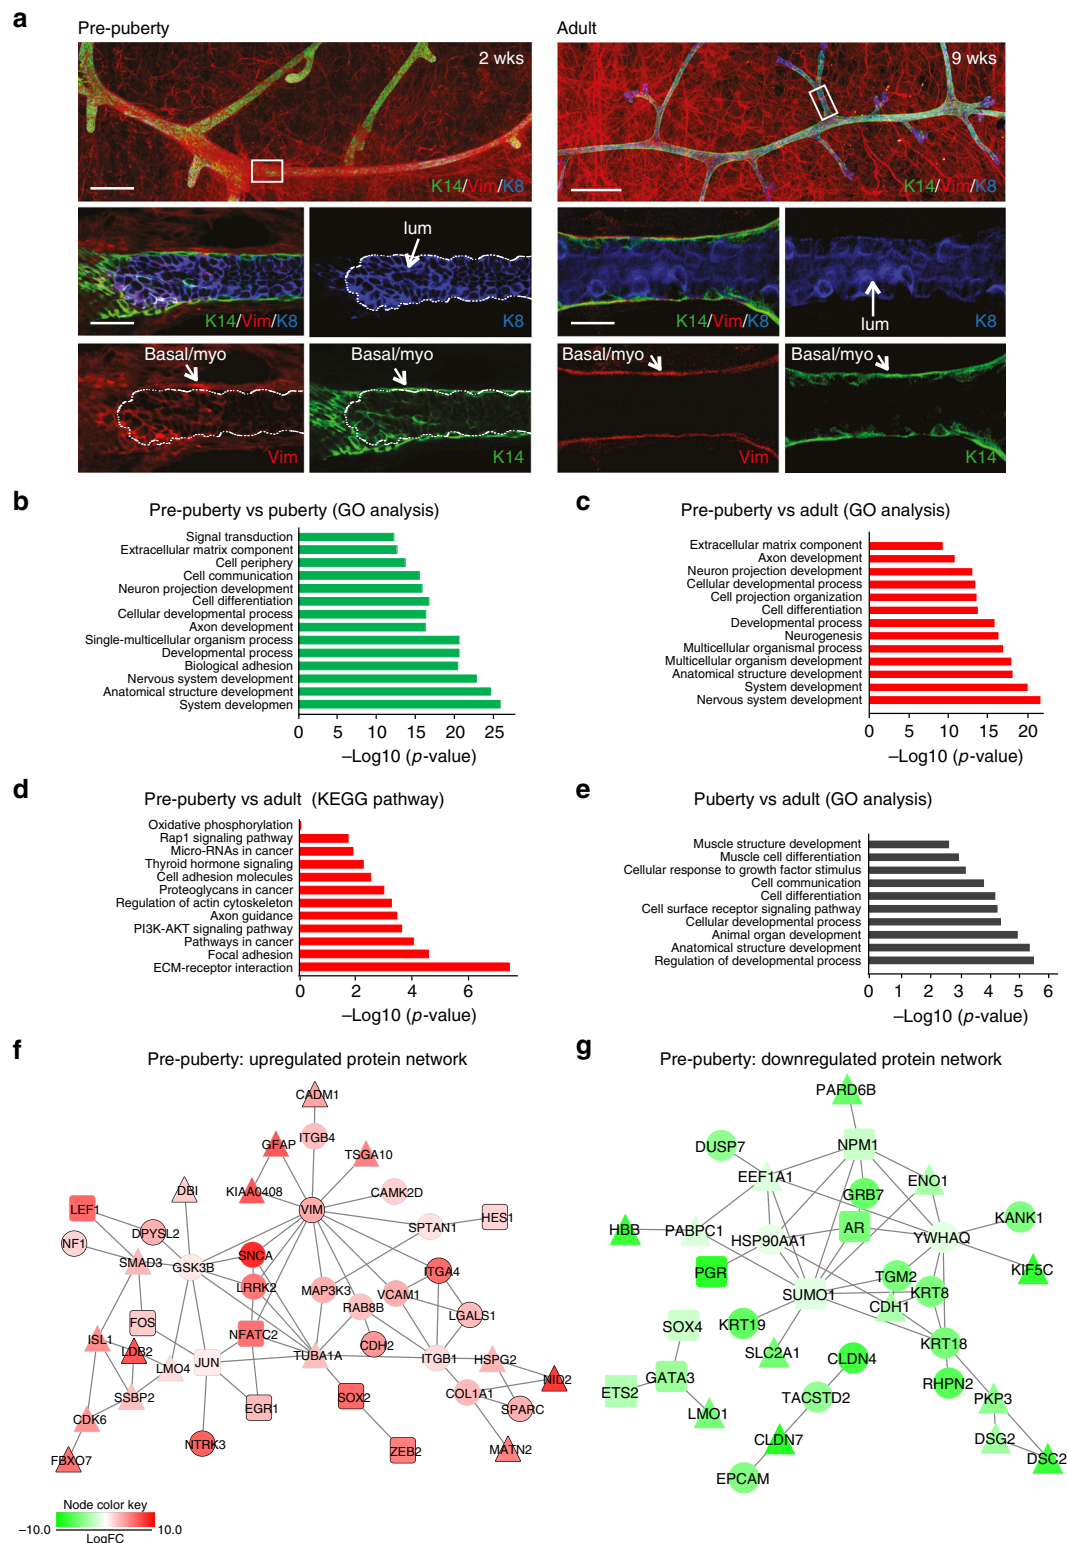 a
Pre-puberty
Adult
2 wks
9 wks
K14/Vim/K8
K14/Vim/K8
lum
K14/Vim/K8
K8
K14/Vim/K8
lum
K8
Basal/myo
Basal/myo
Basal/myo
Basal/myo
Vim
K14
Vim
K14
b
Pre-puberty vs puberty (GO analysis)
Signal transduction
Extracellular matrix component
Cell periphery
Cell communication
Neuron projection development
Cell differentiation
Cellular developmental process
Axon development
Single-multicellular organism process
Developmental process
Biological adhesion
Nervous system development
Anatomical structure development
System developmen
0 5 10 15 20 25
–Log10 (p-value)
c
Pre-puberty vs adult (GO analysis)
Extracellular matrix component
Axon development
Neuron projection development
Cellular developmental process
Cell projection organization
Cell differentiation
Developmental process
Neurogenesis
Multicellular organismal process
Multicellular organism development
Anatomical structure development
System development
Nervous system development
0 5 10 15 20
–Log10 (p-value)
d
Pre-puberty vs adult (KEGG pathway)
Oxidative phosphorylation
Rap1 signaling pathway
Micro-RNAs in cancer
Thyroid hormone signaling
Cell adhesion molecules
Proteoglycans in cancer
Regulation of actin cytoskeleton
Axon guidance
PI3K-AKT signaling pathway
Pathways in cancer
Focal adhesion
ECM-receptor interaction
0 2 4 6
–Log10 (p-value)
e
Puberty vs adult (GO analysis)
Muscle structure development
Muscle cell differentiation
Cellular response to growth factor stimulus
Cell communication
Cell differentiation
Cell surface receptor signaling pathway
Cellular developmental process
Animal organ development
Anatomical structure development
Regulation of developmental process
0 1 2 3 4 5 6
–Log10 (p-value)
f
Pre-puberty: upregulated protein network
CADM1
GFAP
ITGB4
TSGA10
DBI
KIAA0408
CAMK2D
LEF1
VIM
HES1
NF1
DPYSL2
SPTAN1
SMAD3
GSK3B
SNCA
ITGA4
LRRK2
MAP3K3
VCAM1
RAB8B
LGALS1
FOS
NFATC2
ISL1
LDB2
CDH2
LMO4
JUN
TUBA1A
ITGB1
HSPG2
SSBP2
NID2
EGR1
SOX2
COL1A1
SPARC
CDK6
NTRK3
ZEB2
MATN2
FBXO7
Node color key
–10.0 10.0
LogFC
g
Pre-puberty: downregulated protein network
PARD6B
DUSP7
NPM1
EEF1A1
ENO1
GRB7
KANK1
HBB
PABPC1
AR
HSP90AA1
YWHAQ
PGR
TGM2
KIF5C
SUMO1
KRT8
CDH1
SOX4
KRT19
KRT18
SLC2A1
CLDN4
GATA3
RHPN2
ETS2
TACSTD2
PKP3
LMO1
CLDN7
DSG2
DSC2
EPCAM